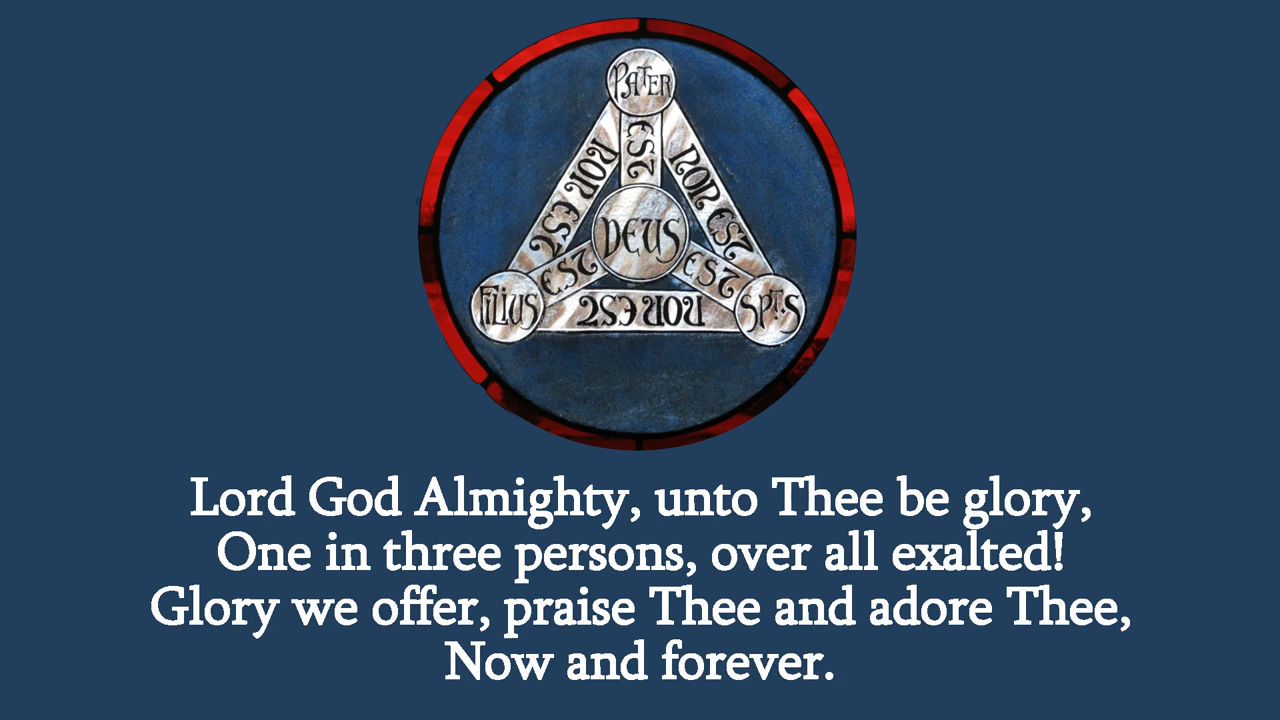 PATER
EST
NON EST
NON EST
DEUS
EST
EST
FILIUS
NON EST
SPT.S
Lord God Almighty, unto Thee be glory,
One in three persons, over all exalted!
Glory we offer, praise Thee and adore Thee,
Now and forever.